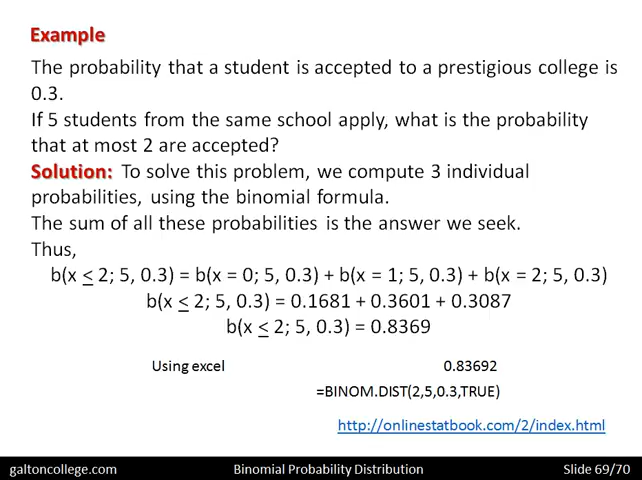 Example
The probability that a student is accepted to a prestigious college is
0.3.
If 5 students from the same school apply, what is the probability
that at most 2 are accepted?
Solution: To solve this problem, we compute 3 individual
probabilities, using the binomial formula.
The sum of all these probabilities is the answer we seek.
Thus,
b(x ≤ 2; 5, 0.3) = b(x = 0; 5, 0.3) + b(x = 1; 5, 0.3) + b(x = 2; 5, 0.3)
b(x ≤ 2; 5, 0.3) = 0.1681 + 0.3601 + 0.3087
b(x ≤ 2; 5, 0.3) = 0.8369
Using excel 0.83692
=BINOM.DIST(2,5,0.3,TRUE)
http://onlinestatbook.com/2/index.html
galtoncollege.com Binomial Probability Distribution Slide 69/70